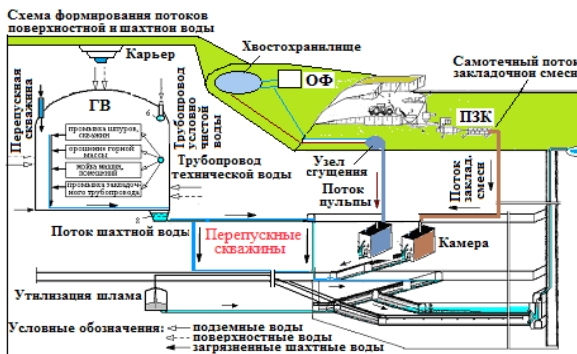 Схема формирования потоков
поверхностной и шахтной воды
Карьер
Хвостохранилище
ОФ
Самотечный поток
закладочной смеси
ПЗК
Перепускная
скважина
ГВ
6
Трубопровод
условно
чистой
воды
промывка шпуров,
скважин
орошение горной
массы
мойка машин,
помещений
промывка закладоч-
ного трубопровода
Трубопровод
технической воды
Узел
сгущения
Поток
пульпы
Поток
заклад.
смеси
Поток шахтной воды
Перепускные
скважины
Камера
Утилизация шлама
Условные обозначения:
подземные воды
поверхностные воды
загрязненные шахтные воды